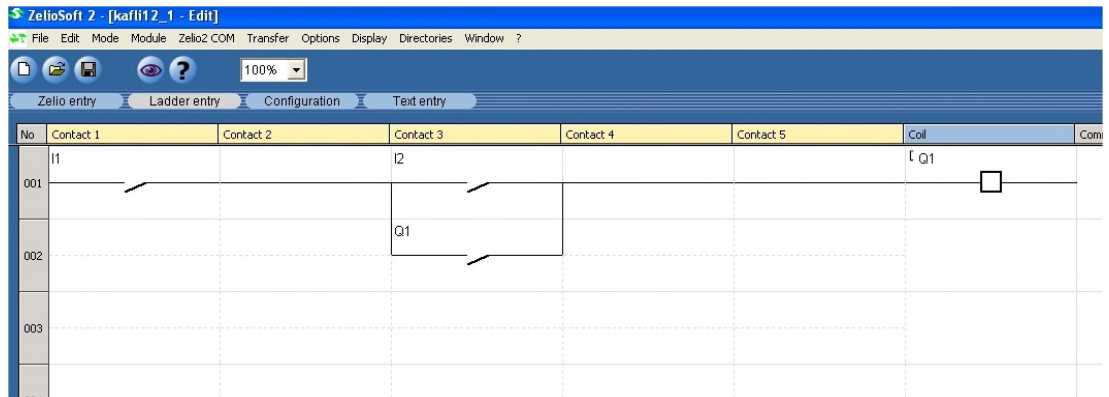 ZelioSoft 2 - [kafli12_1 - Edit]
File Edit Mode Module Zelio2 COM Transfer Options Display Directories Window ?
100%
Zelio entry Ladder entry Configuration Text entry
No Contact 1 Contact 2 Contact 3 Contact 4 Contact 5 Coil
I1 I2 [ Q1
001
Q1
002
003